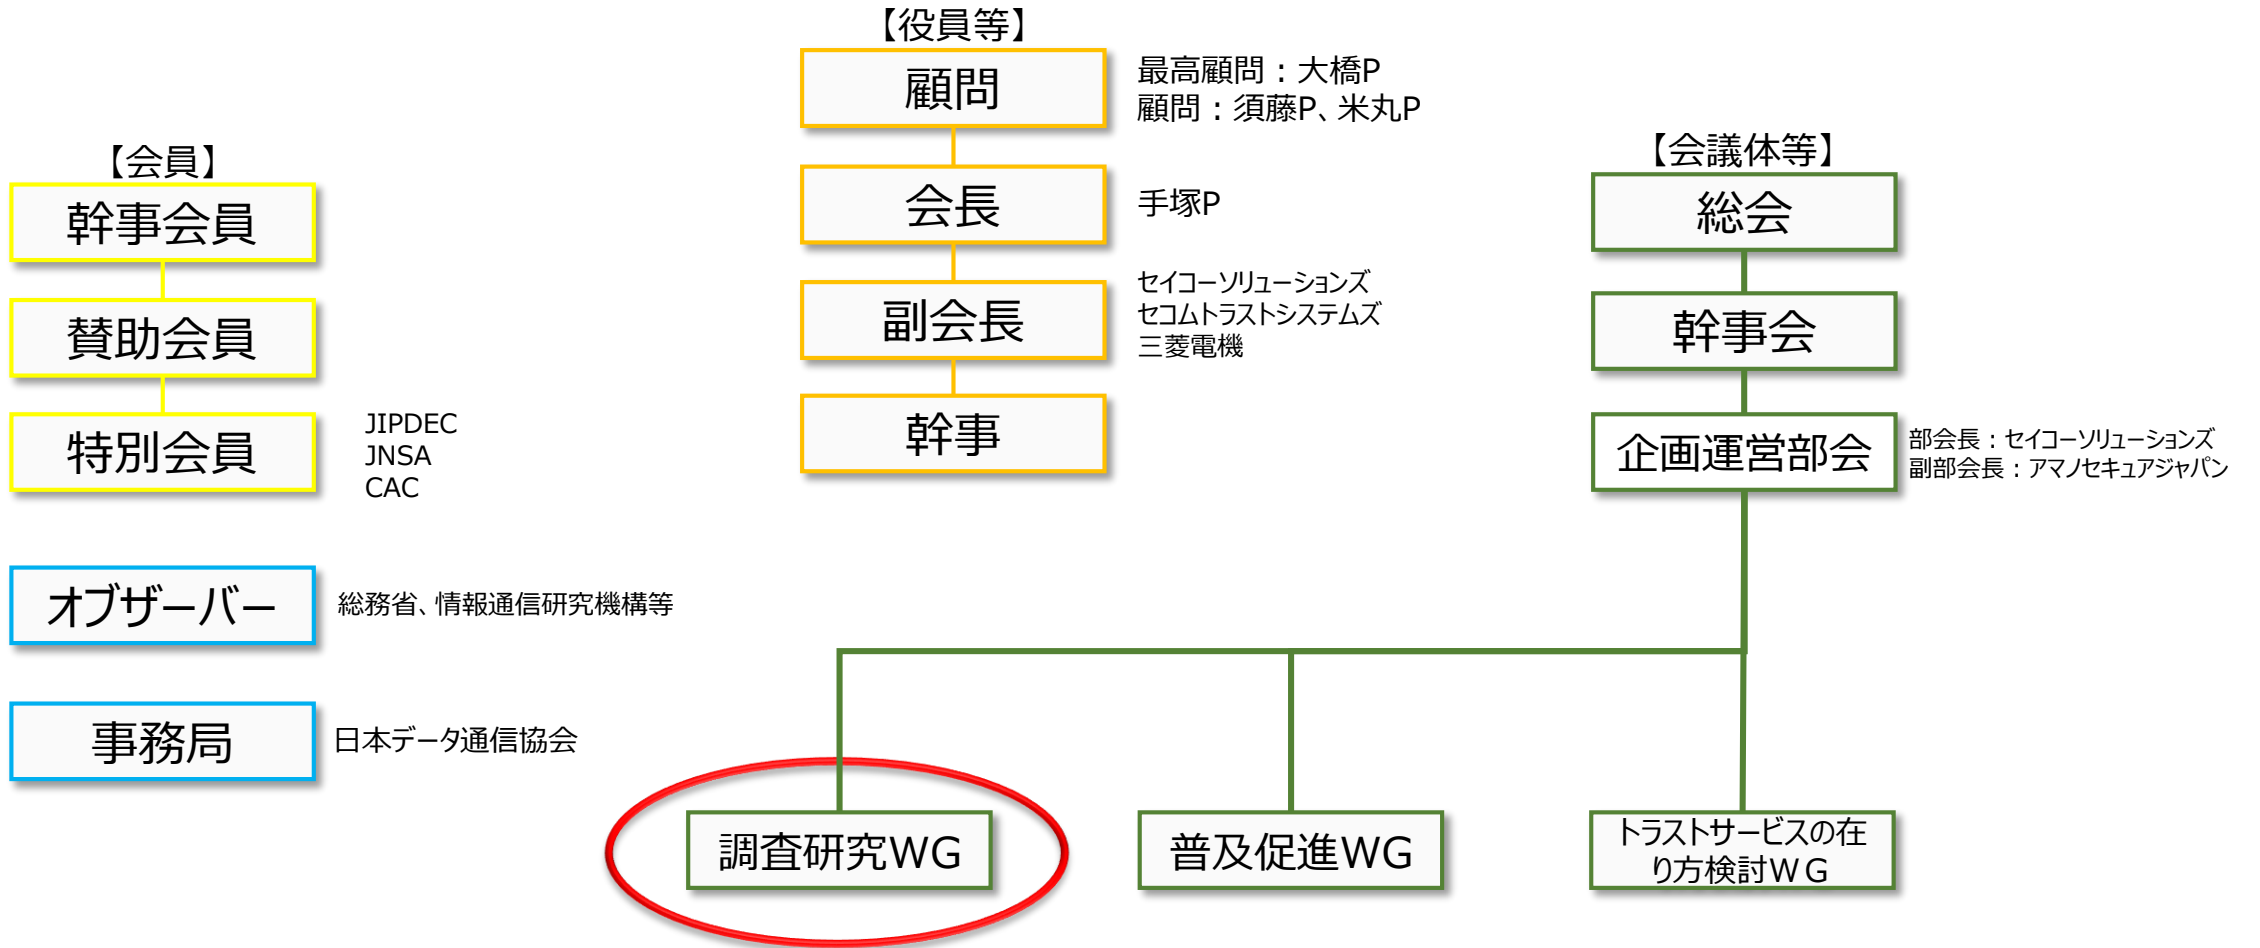 【会員】
幹事会員
賛助会員
特別会員
JIPDEC
JNSA
CAC
オブザーバー
総務省、情報通信研究機構等
事務局
日本データ通信協会
【役員等】
顧問
最高顧問：大橋P
顧問：須藤P、米丸P
会長
手塚P
副会長
セイコーソリューションズ
セコムトラストシステムズ
三菱電機
幹事
【会議体等】
総会
幹事会
企画運営部会
部会長：セイコーソリューションズ
副部会長：アマノセキュアジャパン
調査研究WG
普及促進WG
トラストサービスの在
り方検討ＷＧ